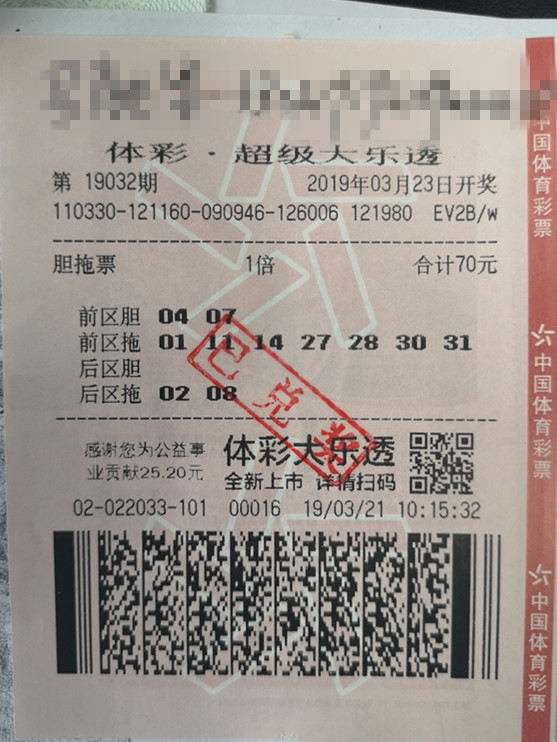 体彩·超级大乐透
第 19032期 2019年03月23日开奖
110330-121160-090946-126006 121980 EV2B/w
胆拖票 1倍 合计70元
前区胆 04 07
前区拖 01 11 14 27 28 30 31
后区胆
后区拖 02 08
已兑奖
感谢您为公益事
业贡献25.20元
体彩大乐透
全新上市 详情扫码
02-022033-101 00016 19/03/21 10:15:32
中国体育彩票
中国体育彩票
中国体育彩票